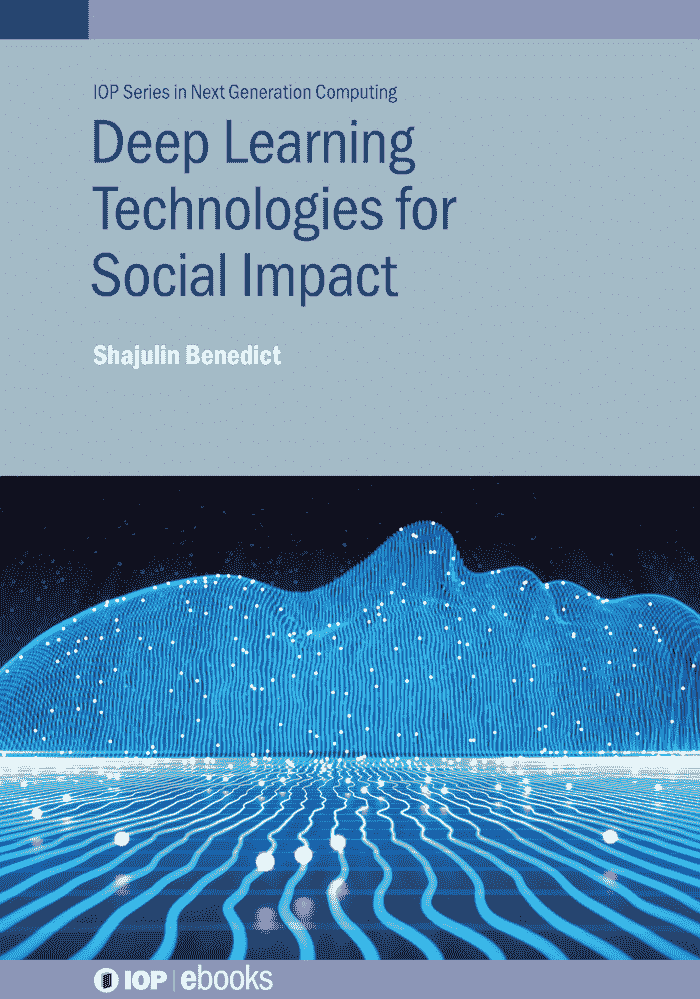 IOP Series in Next Generation Computing
Deep Learning
Technologies for
Social Impact
Shajulin Benedict
IOP | ebooks